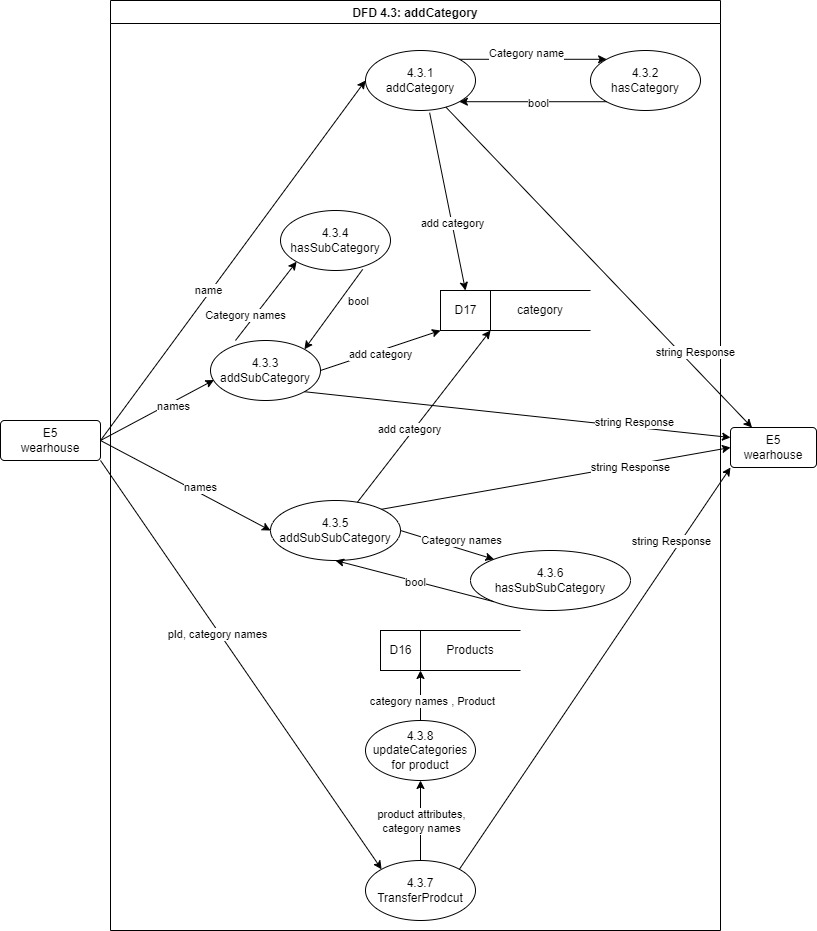 DFD 4.3: addCategory
4.3.1
addCategory
Category name
4.3.2
hasCategory
bool
add category
4.3.4
hasSubCategory
name
Category names
bool
D17
category
4.3.3
addSubCategory
add category
string Response
names
string Response
E5
wearhouse
E5
wearhouse
add category
string Response
names
4.3.5
addSubSubCategory
Category names
string Response
4.3.6
hasSubSubCategory
bool
pId, category names
D16
Products
category names , Product
4.3.8
updateCategories
for product
product attributes,
category names
4.3.7
TransferProdcut